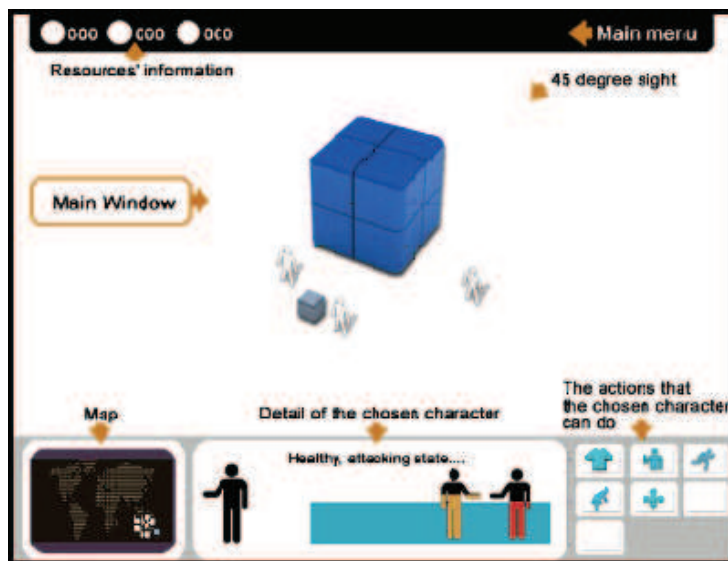 000 000 000
Main menu
Resources' information
45 degree sight
Main Window
The actions that
the chosen character
can do
Map
Detail of the chosen character
Healthy, attacking state....